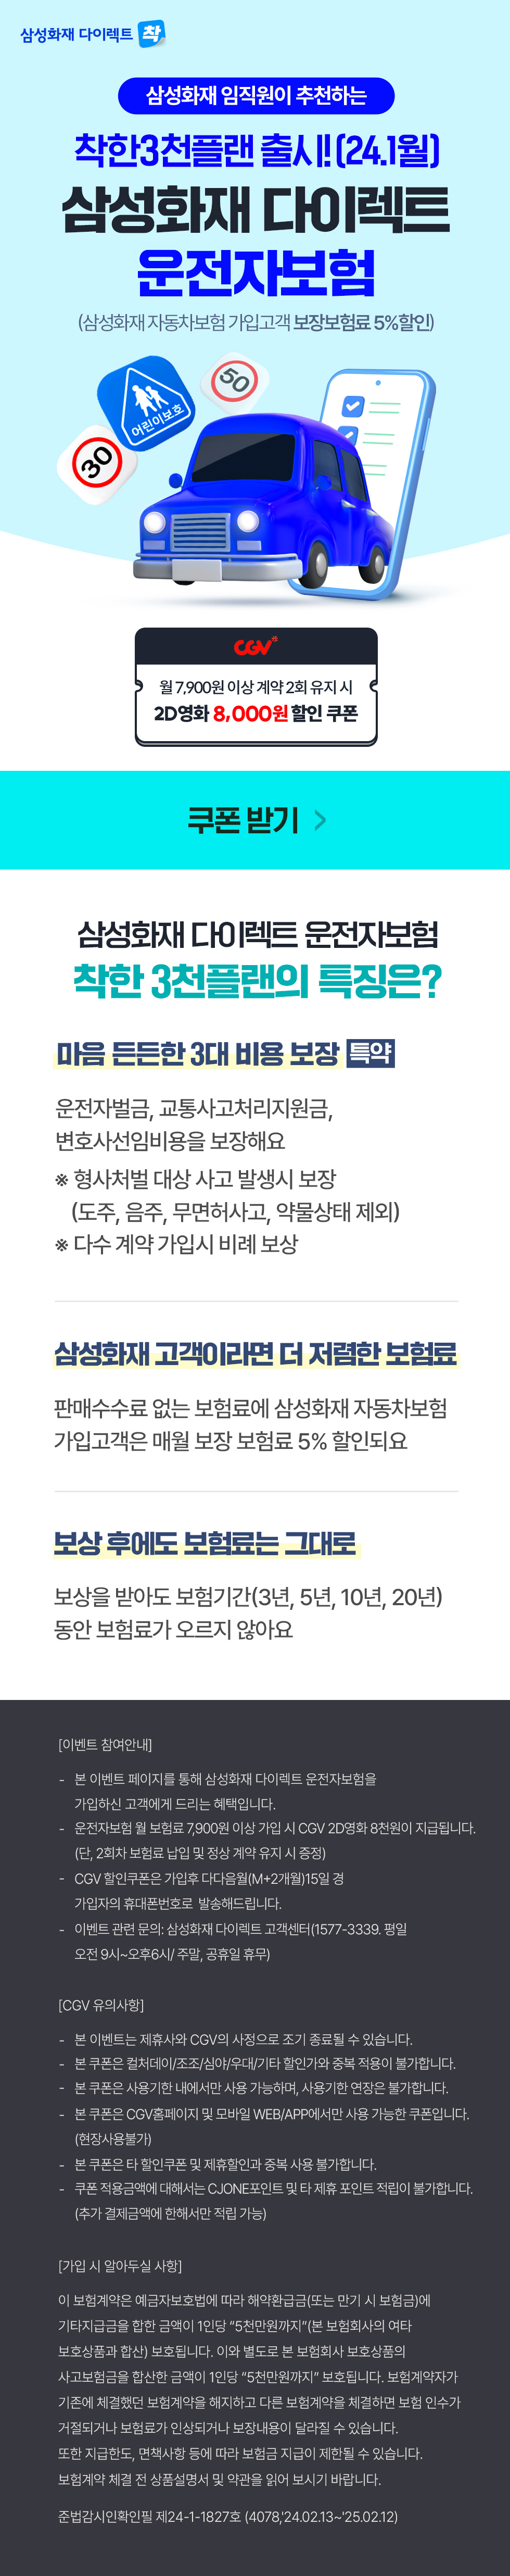 삼성화재 다이렉트 착
삼성화재 임직원이 추천하는
착한3천플랜 출시!(24.1월)
삼성화재 다이렉트
운전자보험
(삼성화재 자동차보험 가입고객 보장보험료 5%할인)
50
어린이보호
30
CGV
월 7,900원 이상 계약 2회 유지 시
2D영화 8,000원 할인 쿠폰
쿠폰 받기 >
삼성화재 다이렉트 운전자보험
착한 3천플랜의 특징은?
마음 든든한 3대 비용 보장 특약
운전자벌금, 교통사고처리지원금,
변호사선임비용을 보장해요
※ 형사처벌 대상 사고 발생시 보장
(도주, 음주, 무면허사고, 약물상태 제외)
※ 다수 계약 가입시 비례 보상
삼성화재 고객이라면 더 저렴한 보험료
판매수수료 없는 보험료에 삼성화재 자동차보험
가입고객은 매월 보장 보험료 5% 할인되요
보상 후에도 보험료는 그대로
보상을 받아도 보험기간(3년, 5년, 10년, 20년)
동안 보험료가 오르지 않아요
[이벤트 참여안내]
- 본 이벤트 페이지를 통해 삼성화재 다이렉트 운전자보험을
가입하신 고객에게 드리는 혜택입니다.
- 운전자보험 월 보험료 7,900원 이상 가입 시 CGV 2D영화 8천원이 지급됩니다.
(단, 2회차 보험료 납입 및 정상 계약 유지 시 증정)
- CGV 할인쿠폰은 가입후 다다음월(M+2개월)15일 경
가입자의 휴대폰번호로 발송해드립니다.
- 이벤트 관련 문의: 삼성화재 다이렉트 고객센터(1577-3339. 평일
오전 9시~오후6시/ 주말, 공휴일 휴무)
[CGV 유의사항]
- 본 이벤트는 제휴사와 CGV의 사정으로 조기 종료될 수 있습니다.
- 본 쿠폰은 컬처데이/조조/심야/우대/기타 할인가와 중복 적용이 불가합니다.
- 본 쿠폰은 사용기한 내에서만 사용 가능하며, 사용기한 연장은 불가합니다.
- 본 쿠폰은 CGV홈페이지 및 모바일 WEB/APP에서만 사용 가능한 쿠폰입니다.
(현장사용불가)
- 본 쿠폰은 타 할인쿠폰 및 제휴할인과 중복 사용 불가합니다.
- 쿠폰 적용금액에 대해서는 CJONE포인트 및 타 제휴 포인트 적립이 불가합니다.
(추가 결제금액에 한해서만 적립 가능)
[가입 시 알아두실 사항]
이 보험계약은 예금자보호법에 따라 해약환급금(또는 만기 시 보험금)에
기타지급금을 합한 금액이 1인당 “5천만원까지”(본 보험회사의 여타
보호상품과 합산) 보호됩니다. 이와 별도로 본 보험회사 보호상품의
사고보험금을 합산한 금액이 1인당 “5천만원까지” 보호됩니다. 보험계약자가
기존에 체결했던 보험계약을 해지하고 다른 보험계약을 체결하면 보험 인수가
거절되거나 보험료가 인상되거나 보장내용이 달라질 수 있습니다.
또한 지급한도, 면책사항 등에 따라 보험금 지급이 제한될 수 있습니다.
보험계약 체결 전 상품설명서 및 약관을 읽어 보시기 바랍니다.
준법감시인확인필 제24-1-1827호 (4078,'24.02.13~'25.02.12)